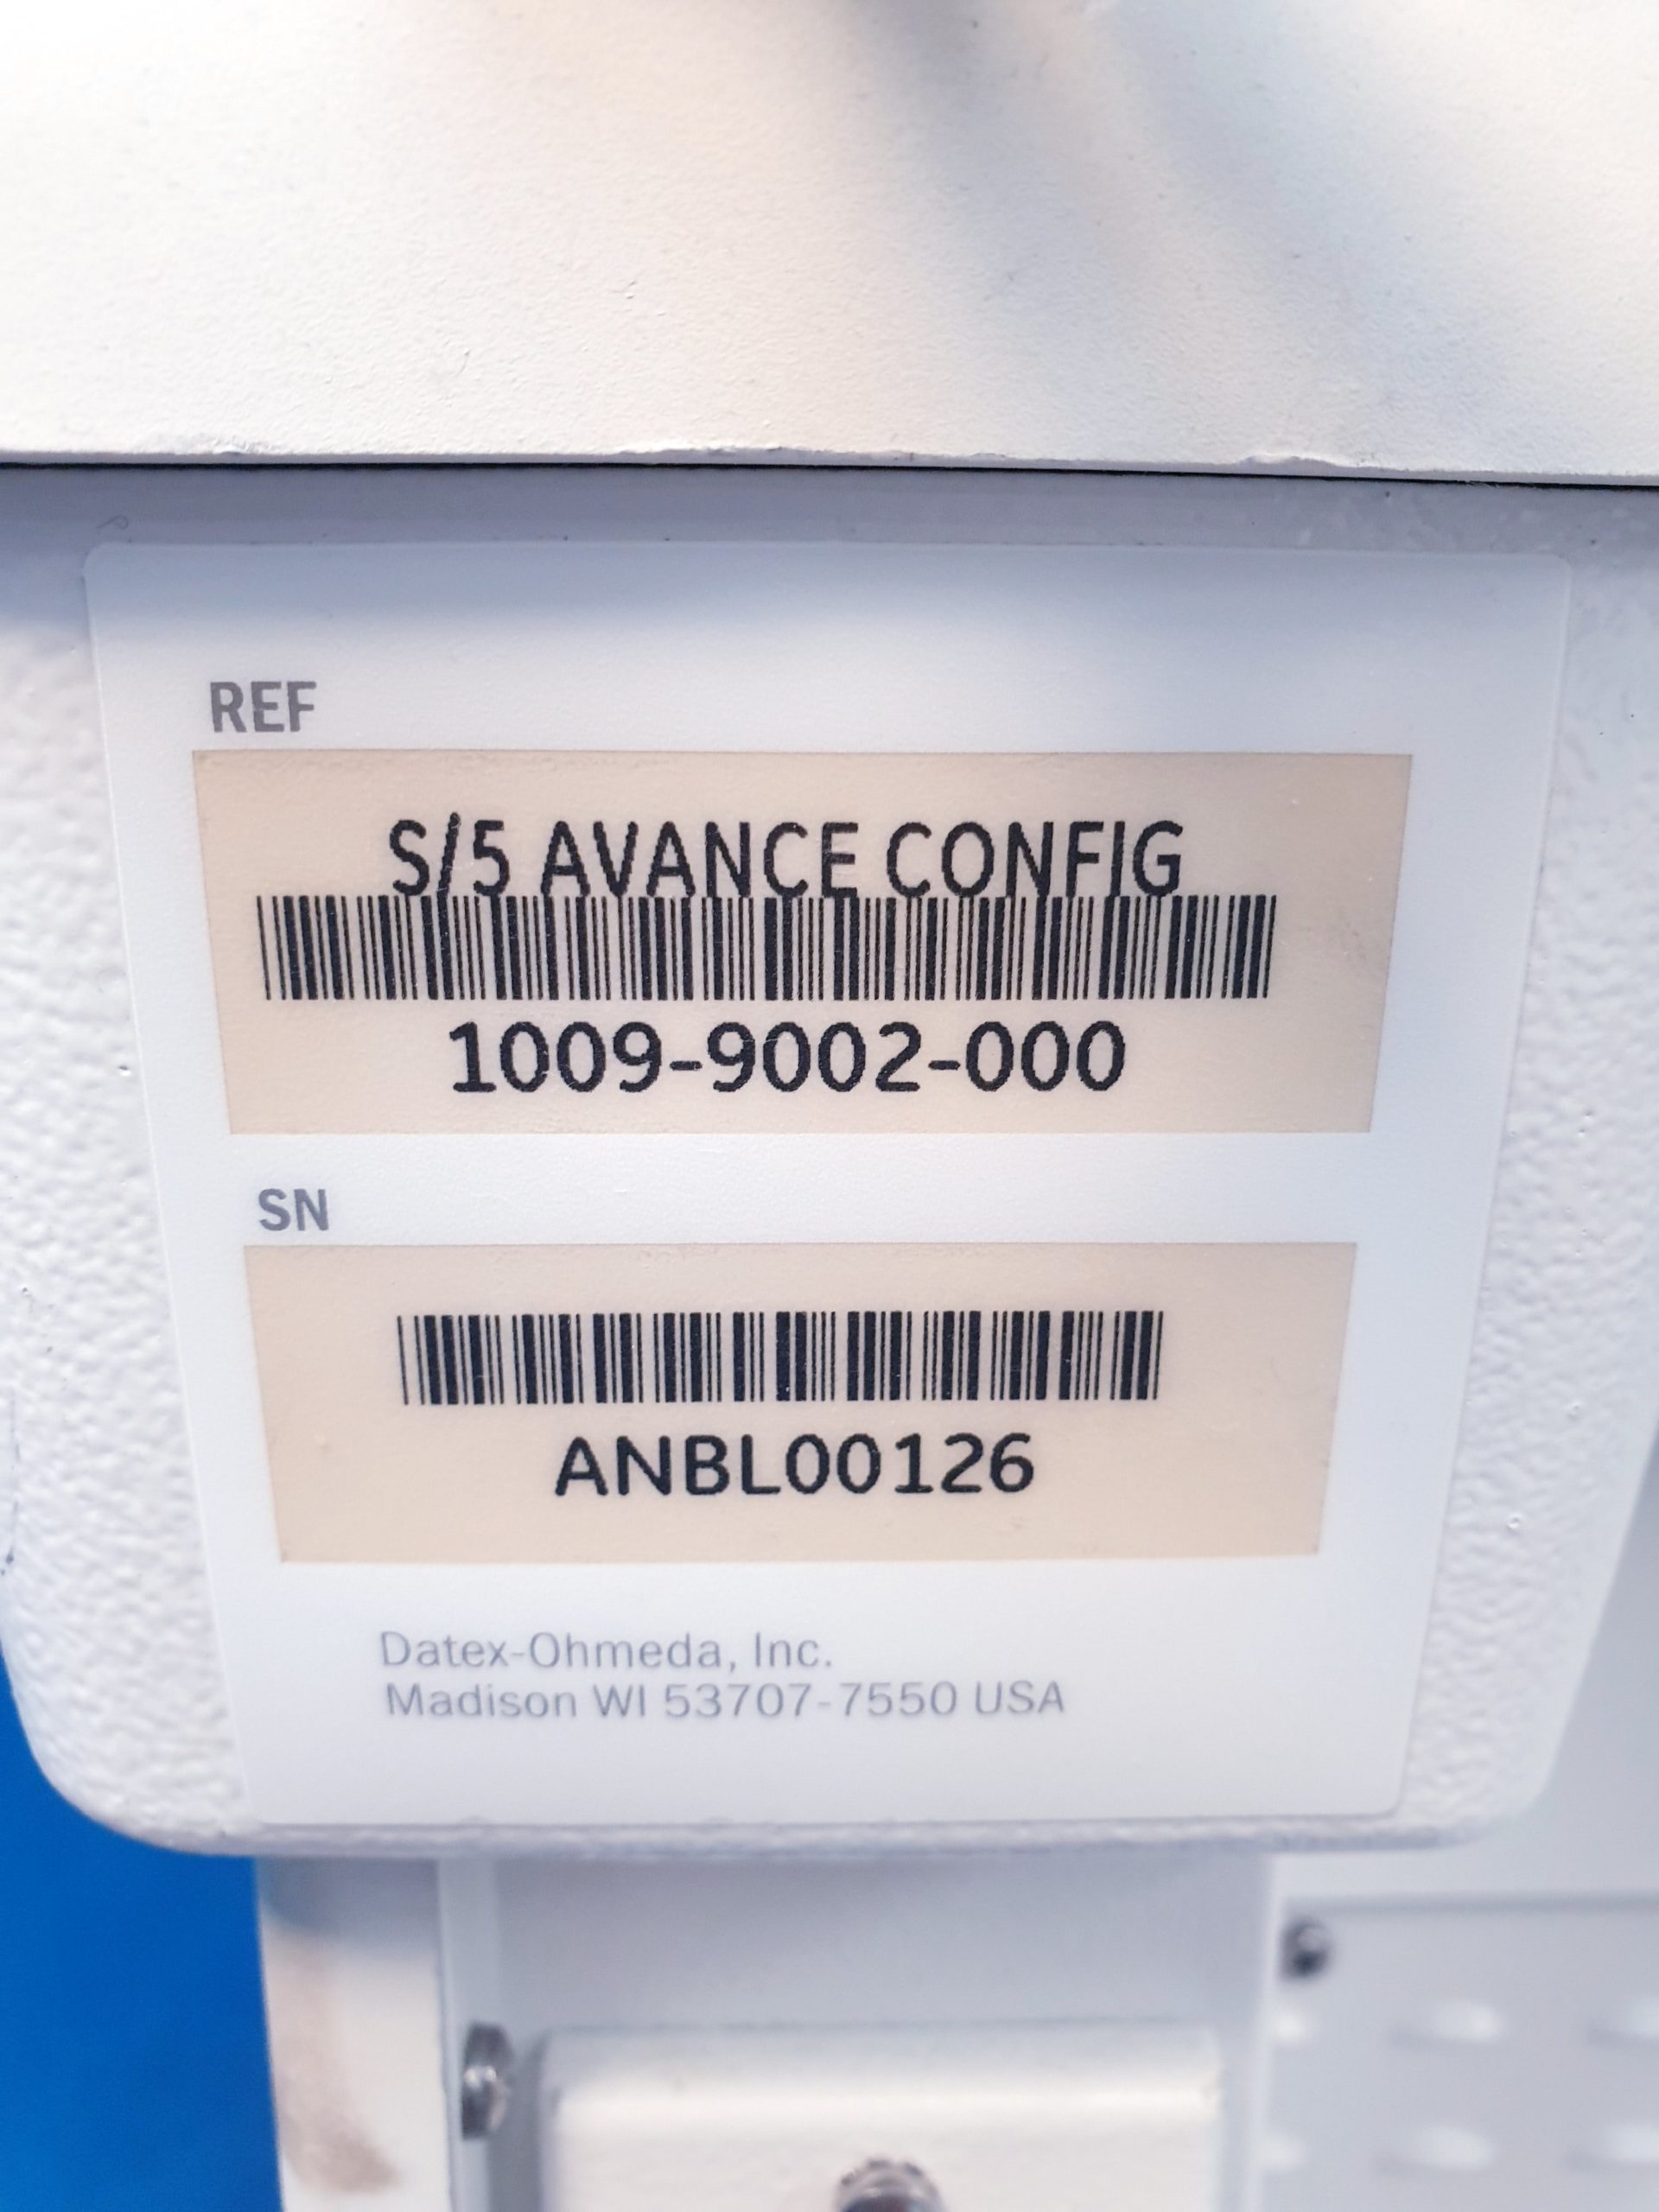 REF
S/5 AVANCE CONFIG
1009-9002-000
SN
ANBL00126
Datex-Ohmeda, Inc.
Madison WI 53707-7550 USA